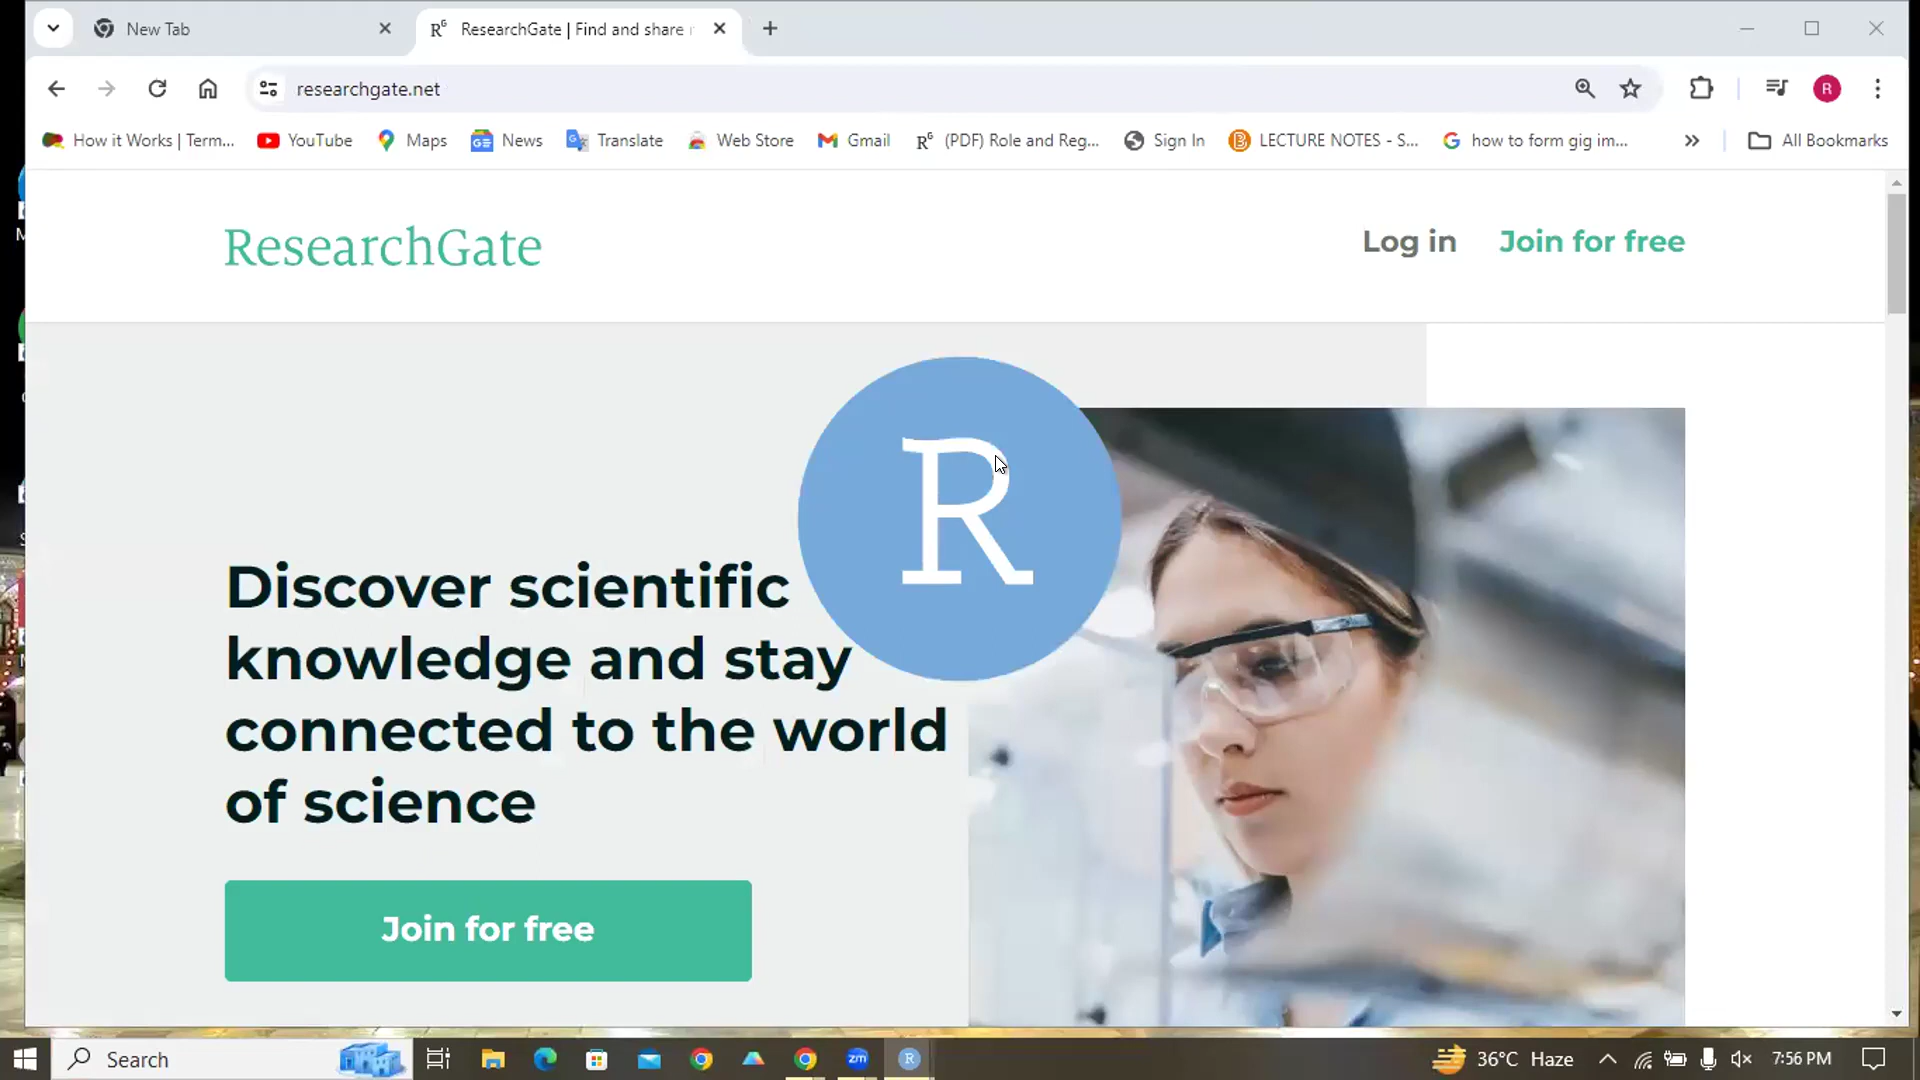 New Tab
R^G ResearchGate | Find and share r
researchgate.net
R
How it Works | Term...
YouTube
Maps
News
Translate
Web Store
Gmail
R^G (PDF) Role and Reg...
Sign In
LECTURE NOTES - S...
how to form gig im...
»
All Bookmarks
ResearchGate
Log in
Join for free
R
Discover scientific
knowledge and stay
connected to the world
of science
Join for free
Search
zm
R
36°C Haze
7:56 PM